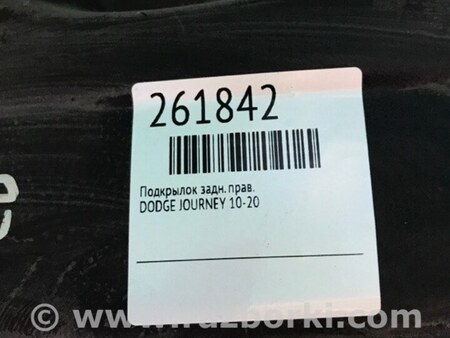 261842
Подкрылок задн. прав.
DODGE JOURNEY 10-20
e
© www.razborki.com